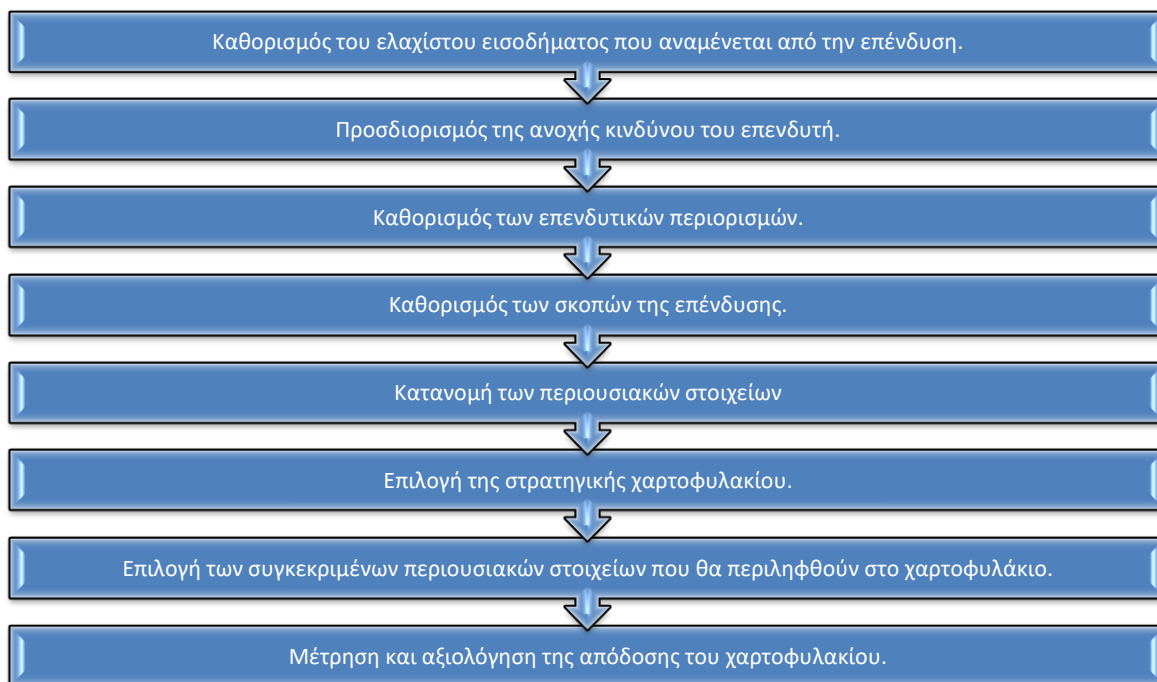 Καθορισμός του ελαχίστου εισοδήματος που αναμένεται από την επένδυση.
Προσδιορισμός της ανοχής κινδύνου του επενδυτή.
Καθορισμός των επενδυτικών περιορισμών.
Καθορισμός των σκοπών της επένδυσης.
Κατανομή των περιουσιακών στοιχείων
Επιλογή της στρατηγικής χαρτοφυλακίου.
Επιλογή των συγκεκριμένων περιουσιακών στοιχείων που θα περιληφθούν στο χαρτοφυλάκιο.
Μέτρηση και αξιολόγηση της απόδοσης του χαρτοφυλακίου.